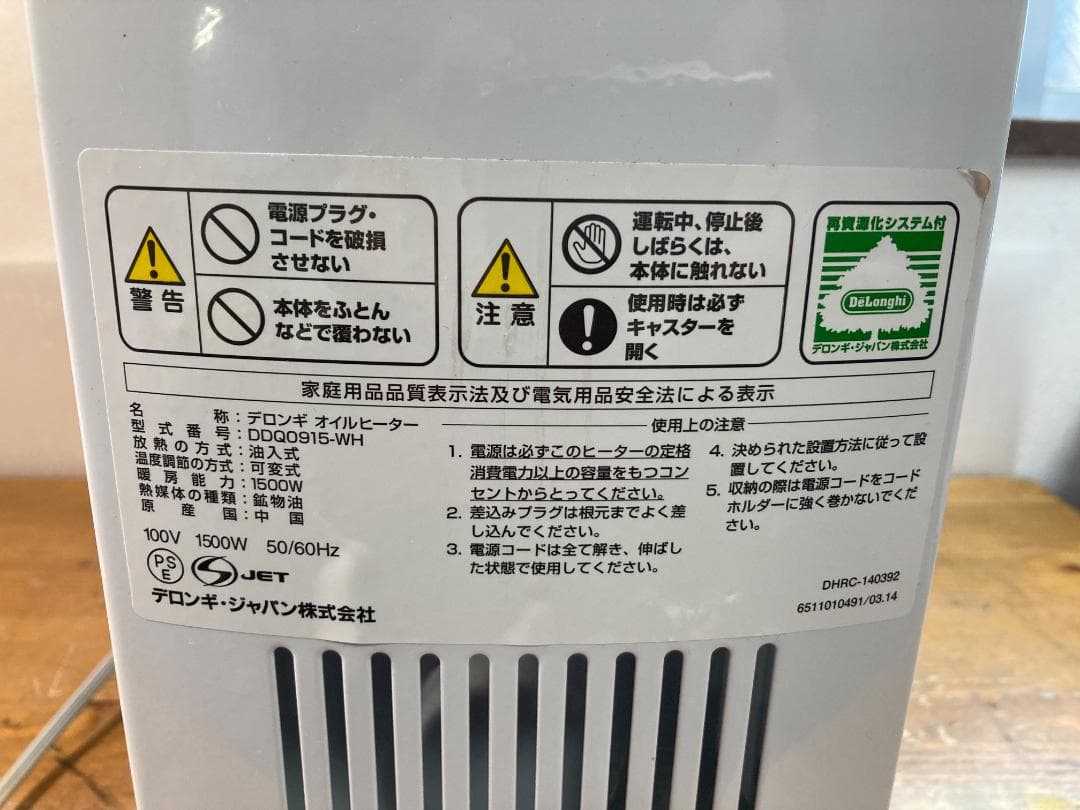 警告
電源プラグ・
コードを破損
させない
本体をふとん
などで覆わない
注意
運転中、停止後
しばらくは、
本体に触れない
使用時は必ず
キャスターを
開く
再資源化システム付
DeLonghi
デロンギ・ジャパン株式会社
家庭用品品質表示法及び電気用品安全法による表示
名称：デロンギ オイルヒーター
型式番号：DDQ0915-WH
放熱の方式：油入式
温度調節の方式：可変式
暖房能力：1500W
熱媒体の種類：鉱物油
原産国：中国
100V 1500W 50/60Hz
PSE JET
デロンギ・ジャパン株式会社
使用上の注意
1. 電源は必ずこのヒーターの定格
消費電力以上の容量をもつコン
セントからとってください。
2. 差込みプラグは根元までよく差
し込んでください。
3. 電源コードは全て解き、伸ばし
た状態で使用してください。
4. 決められた設置方法に従って設
置してください。
5. 収納の際は電源コードをコード
ホルダーに強く巻かないでくだ
さい。
DHRC-140392
6511010491/03.14